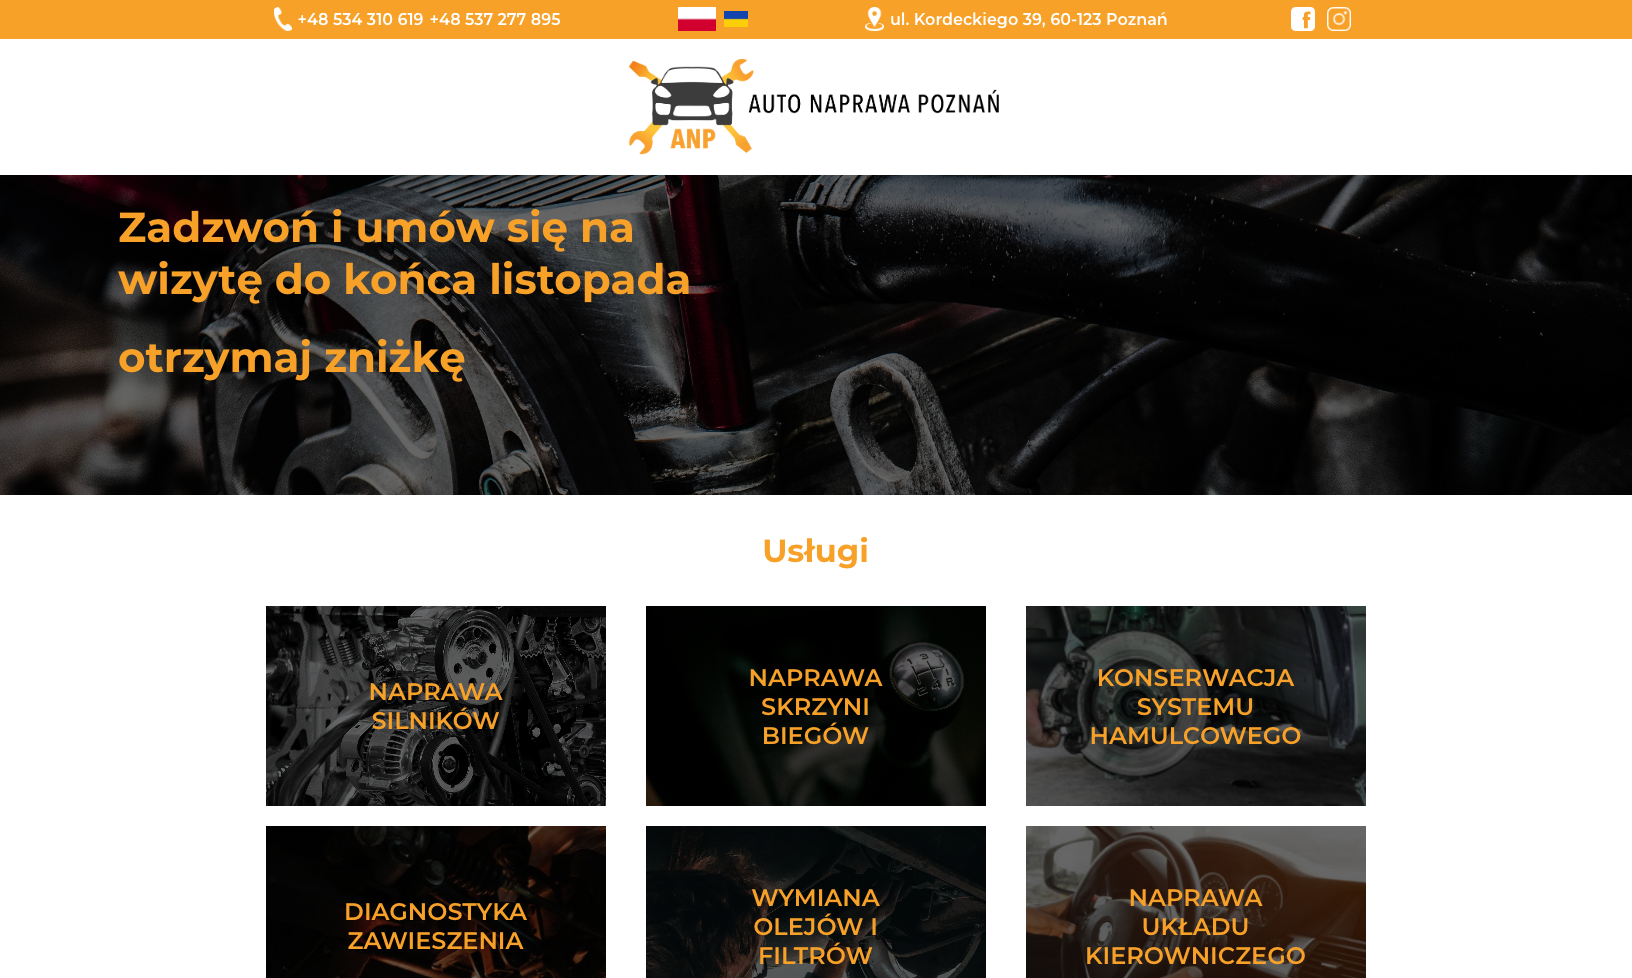 +48 534 310 619 +48 537 277 895
ul. Kordeckiego 39, 60-123 Poznań
AUTO NAPRAWA POZNAŃ
ANP
Zadzwoń i umów się na
wizytę do końca listopada
otrzymaj zniżkę
Usługi
NAPRAWA
SILNIKÓW
NAPRAWA
SKRZYNI
BIEGÓW
KONSERWACJA
SYSTEMU
HAMULCOWEGO
DIAGNOSTYKA
ZAWIESZENIA
WYMIANA
OLEJÓW I
FILTRÓW
NAPRAWA
UKŁADU
KIEROWNICZEGO